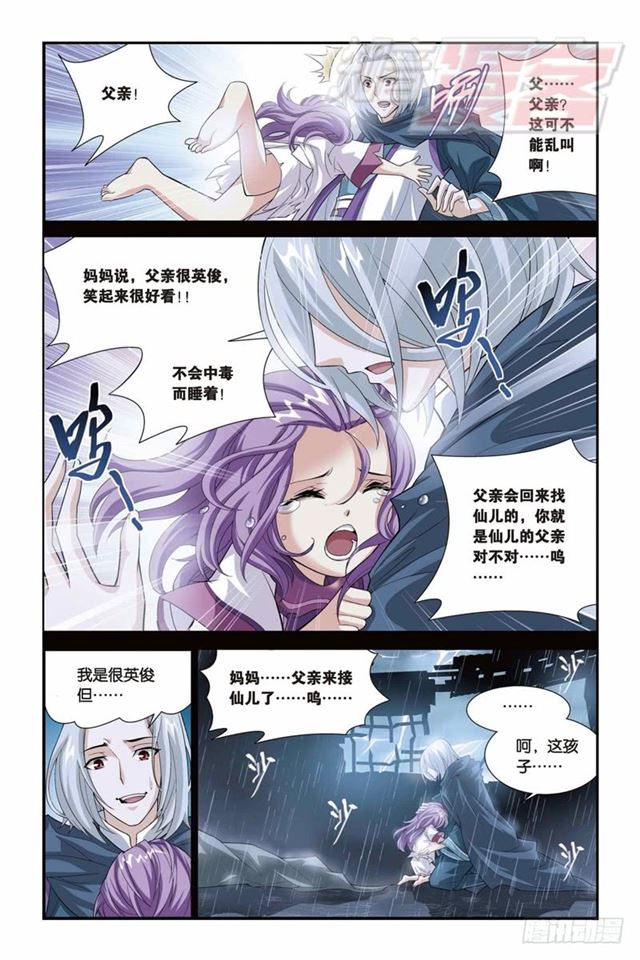 父亲！
父……
父亲？
这可不
能乱叫
啊！
啊
妈妈说，父亲很英俊，
笑起来很好看！！
不会中毒
而睡着！
呜
呜
父亲会回来找
仙儿的，你就
是仙儿的父亲
对不对……呜
……
我是很英俊
但……
妈妈……父亲来接
仙儿了……呜……
……
呵，这孩
子……
沙
沙
腾讯动漫